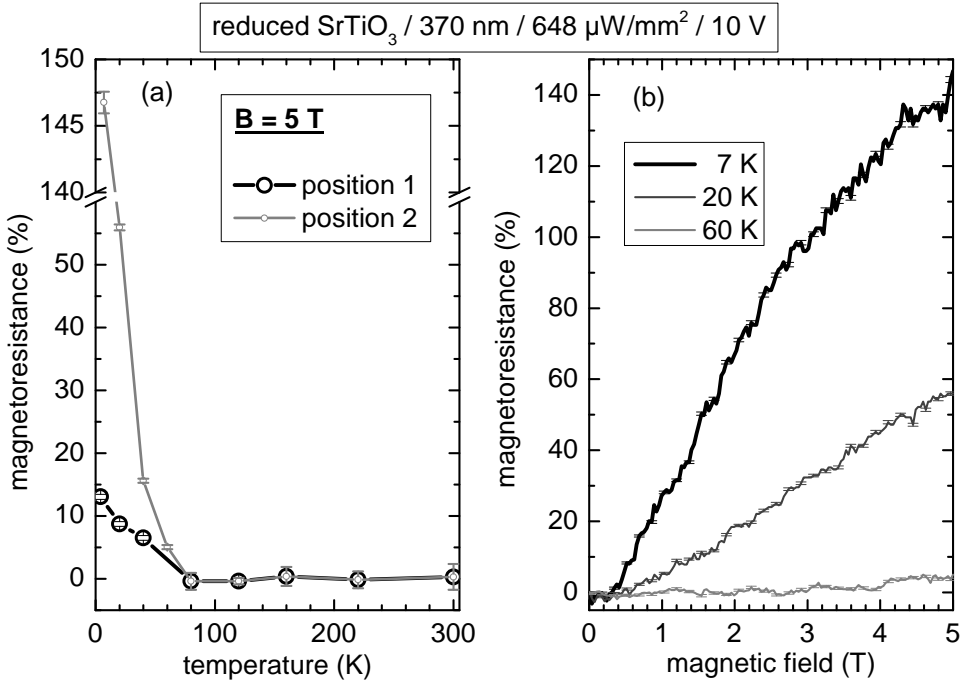 reduced SrTiO₃ / 370 nm / 648 µW/mm² / 10 V
(a)
B = 5 T
position 1
position 2
150
145
140
50
40
30
20
10
0
magnetoresistance (%)
0 100 200 300
temperature (K)
(b)
7 K
20 K
60 K
140
120
100
80
60
40
20
0
magnetoresistance (%)
0 1 2 3 4 5
magnetic field (T)